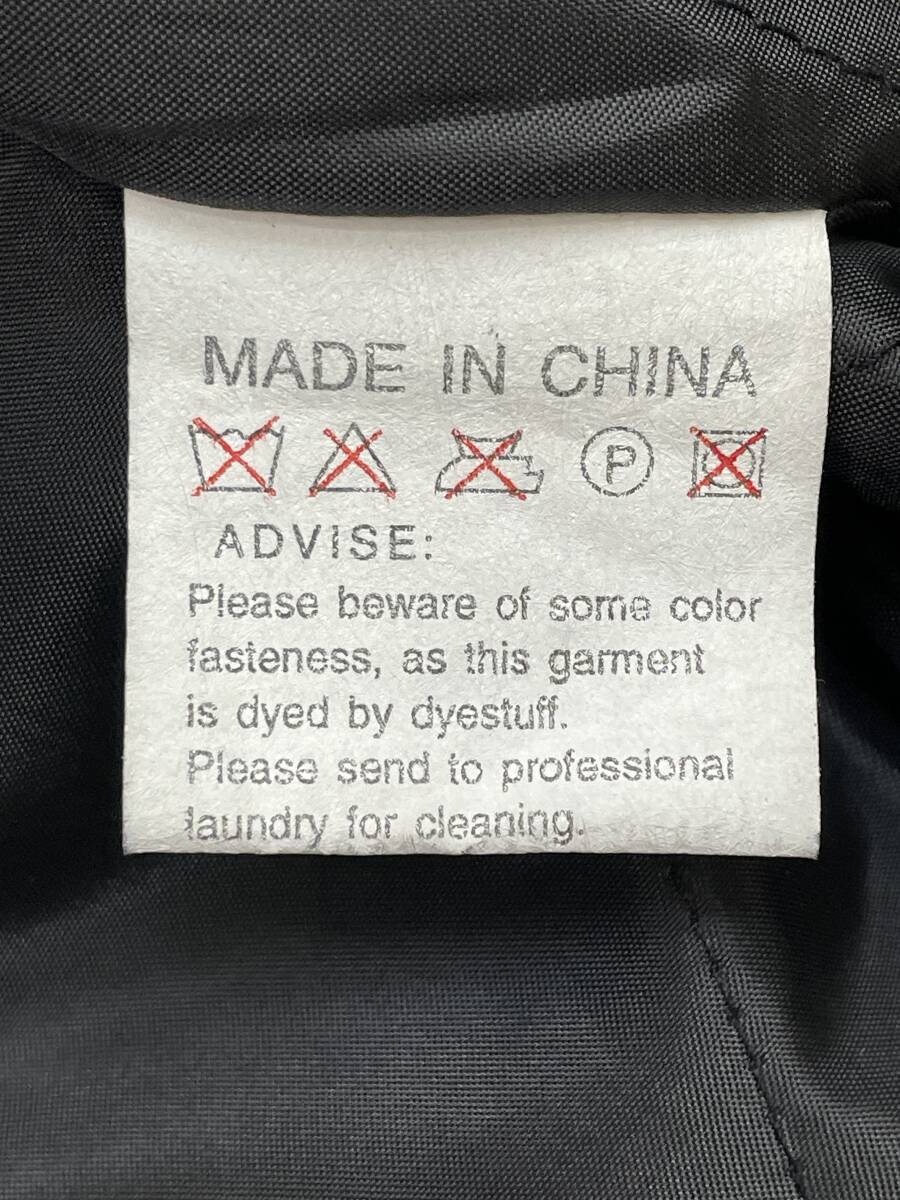 MADE IN CHINA
P
ADVISE:
Please beware of some color
fasteness, as this garment
is dyed by dyestuff.
Please send to professional
laundry for cleaning.